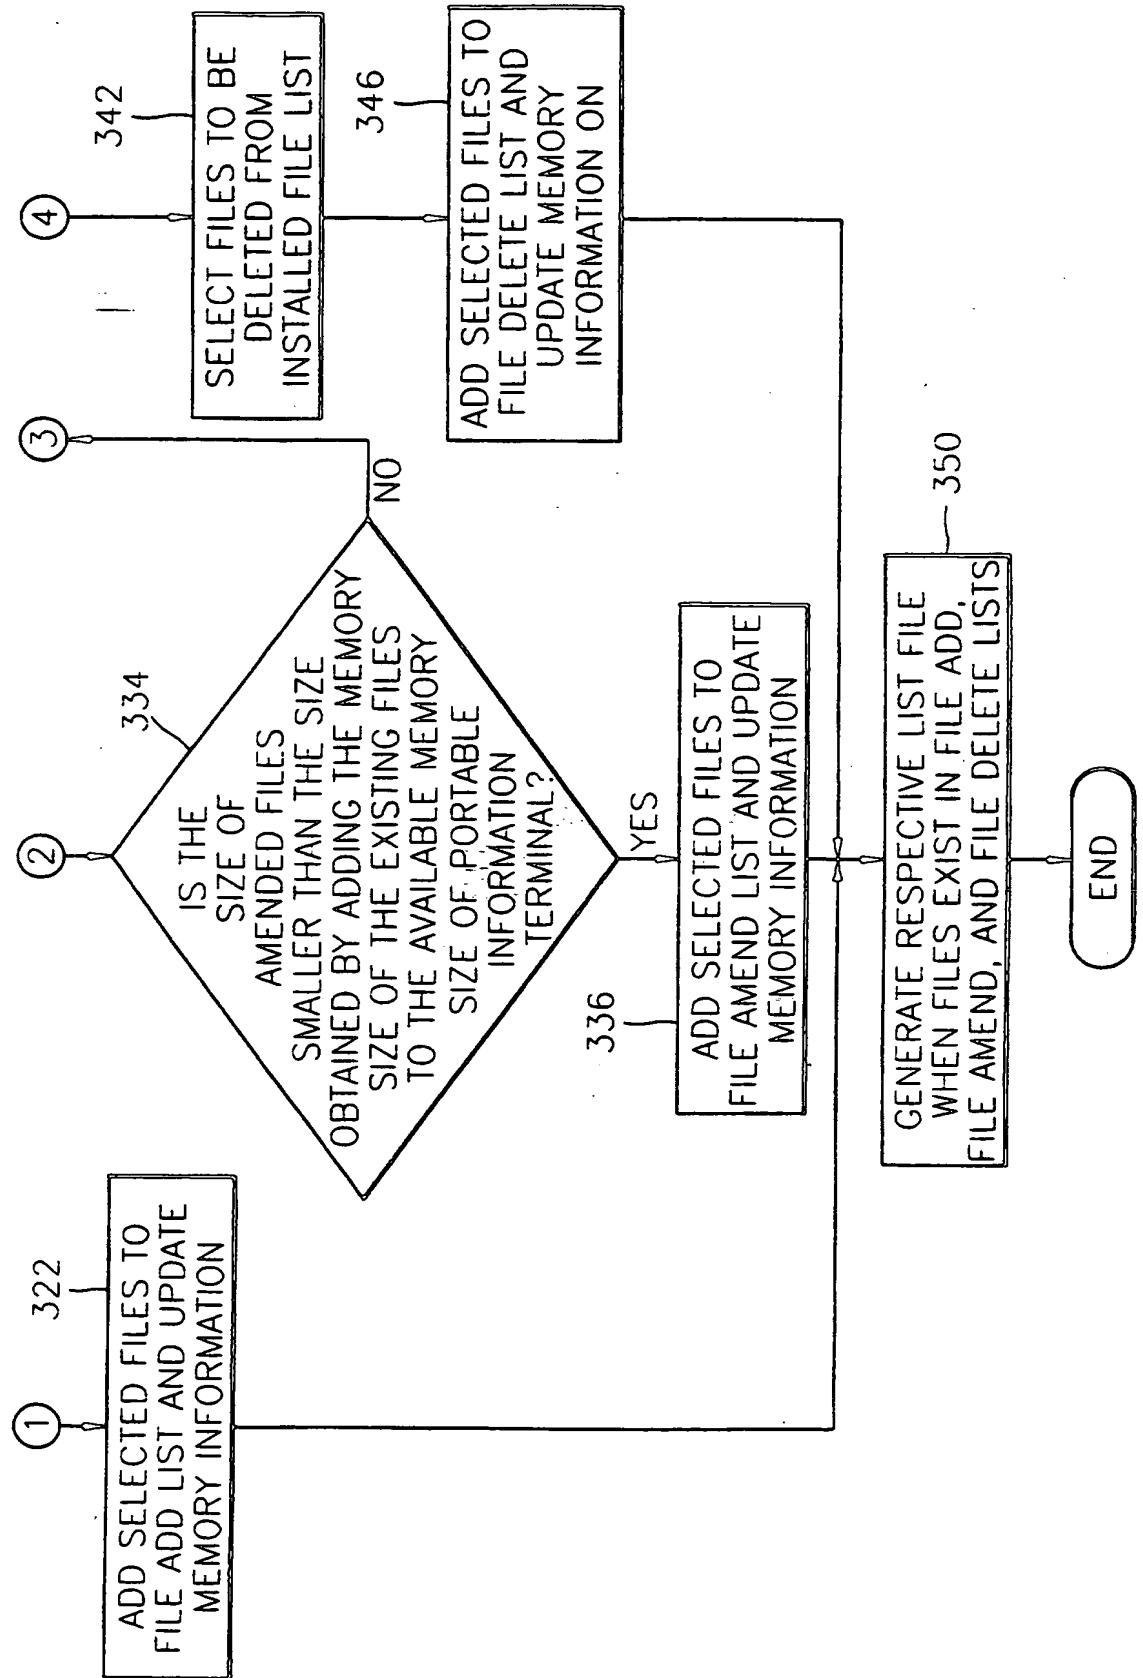 1
322
ADD SELECTED FILES TO
FILE ADD LIST AND UPDATE
MEMORY INFORMATION
2
334
IS THE
SIZE OF
AMENDED FILES
SMALLER THAN THE SIZE
OBTAINED BY ADDING THE MEMORY
SIZE OF THE EXISTING FILES
TO THE AVAILABLE MEMORY
SIZE OF PORTABLE
INFORMATION
TERMINAL?
NO
3
YES
336
ADD SELECTED FILES TO
FILE AMEND LIST AND UPDATE
MEMORY INFORMATION
4
342
SELECT FILES TO BE
DELETED FROM
INSTALLED FILE LIST
346
ADD SELECTED FILES TO
FILE DELETE LIST AND
UPDATE MEMORY
INFORMATION ON
350
GENERATE RESPECTIVE LIST FILE
WHEN FILES EXIST IN FILE ADD,
FILE AMEND, AND FILE DELETE LISTS
END